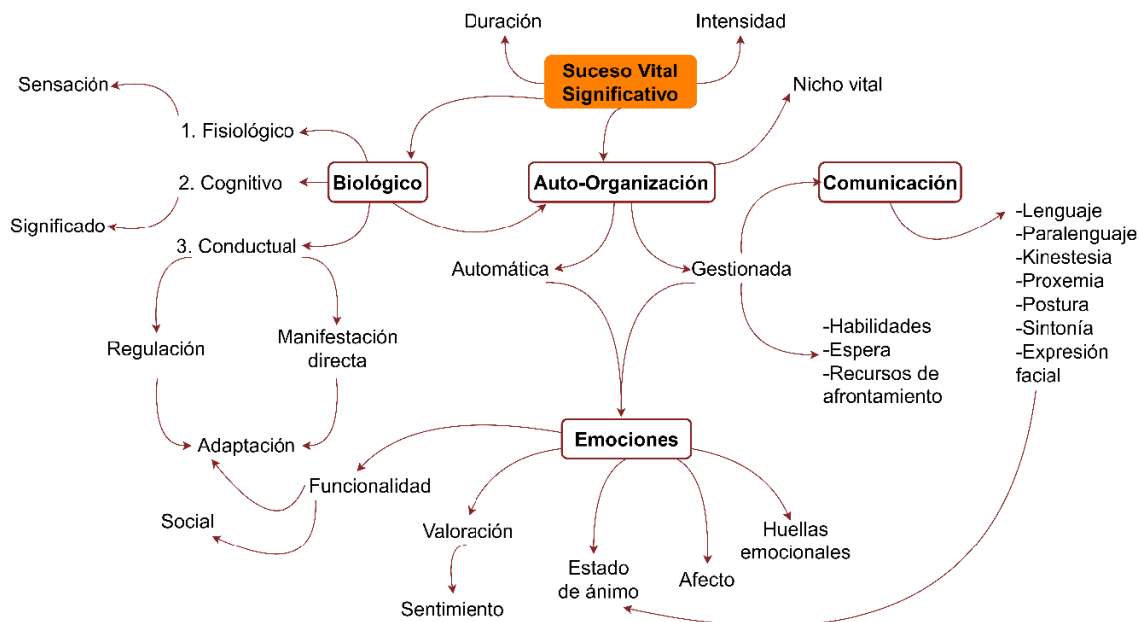 Duración
Intensidad
Suceso Vital
Significativo
Sensación
Nicho vital
1. Fisiológico
2. Cognitivo
Biológico
Auto-Organización
Comunicación
Significado
3. Conductual
-Lenguaje
-Paralenguaje
-Kinestesia
-Proxemia
-Postura
-Sintonía
-Expresión
facial
Automática
Gestionada
Regulación
Manifestación
directa
-Habilidades
-Espera
-Recursos de
afrontamiento
Adaptación
Emociones
Funcionalidad
Social
Valoración
Huellas
emocionales
Estado
de ánimo
Afecto
Sentimiento